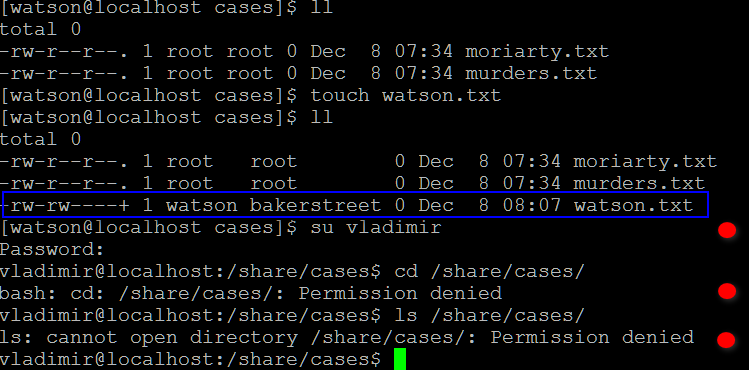 [watson@localhost cases]$ ll
total 0
-rw-r--r--. 1 root root 0 Dec  8 07:34 moriarty.txt
-rw-r--r--. 1 root root 0 Dec  8 07:34 murders.txt
[watson@localhost cases]$ touch watson.txt
[watson@localhost cases]$ ll
total 0
-rw-r--r--. 1 root   root        0 Dec  8 07:34 moriarty.txt
-rw-r--r--. 1 root   root        0 Dec  8 07:34 murders.txt
-rw-rw----+ 1 watson bakerstreet 0 Dec  8 08:07 watson.txt
[watson@localhost cases]$ su vladimir
Password:
vladimir@localhost:/share/cases$ cd /share/cases/
bash: cd: /share/cases/: Permission denied
vladimir@localhost:/share/cases$ ls /share/cases/
ls: cannot open directory /share/cases/: Permission denied
vladimir@localhost:/share/cases$